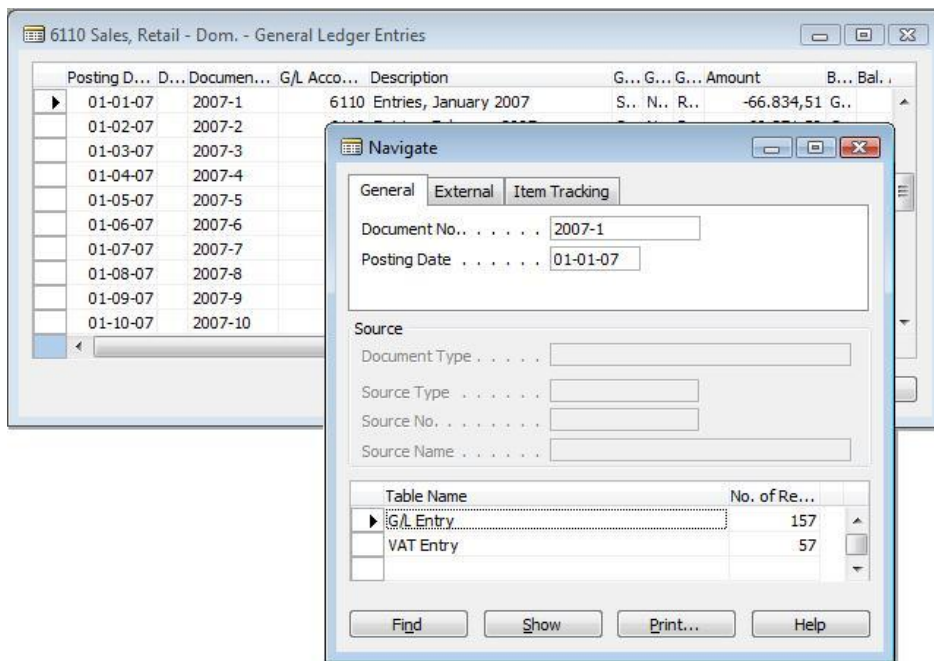 6110 Sales, Retail - Dom. - General Ledger Entries
Posting D... D... Documen... G/L Acco... Description G... G... G... Amount B... Bal.
01-01-07 2007-1 6110 Entries, January 2007 S.. N.. R.. -66.834,51 G..
01-02-07 2007-2
01-03-07 2007-3
01-04-07 2007-4
01-05-07 2007-5
01-06-07 2007-6
01-07-07 2007-7
01-08-07 2007-8
01-09-07 2007-9
01-10-07 2007-10
Navigate
General External Item Tracking
Document No.. . . . . . 2007-1
Posting Date . . . . . . 01-01-07
Source
Document Type . . . . .
Source Type . . . . . .
Source No. . . . . . . .
Source Name . . . . . .
Table Name No. of Re...
G/L Entry 157
VAT Entry 57
Find Show Print... Help